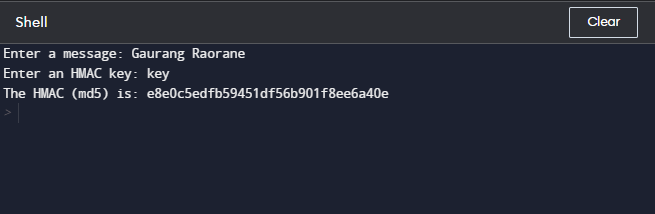 Shell
Clear
Enter a message: Gaurang Raorane
Enter an HMAC key: key
The HMAC (md5) is: e8e0c5edfb59451df56b901f8ee6a40e
>